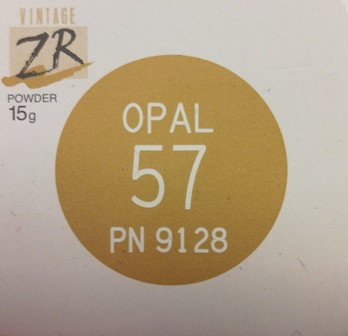 VINTAGE
ZR
POWDER
15g
OPAL
57
PN 9128